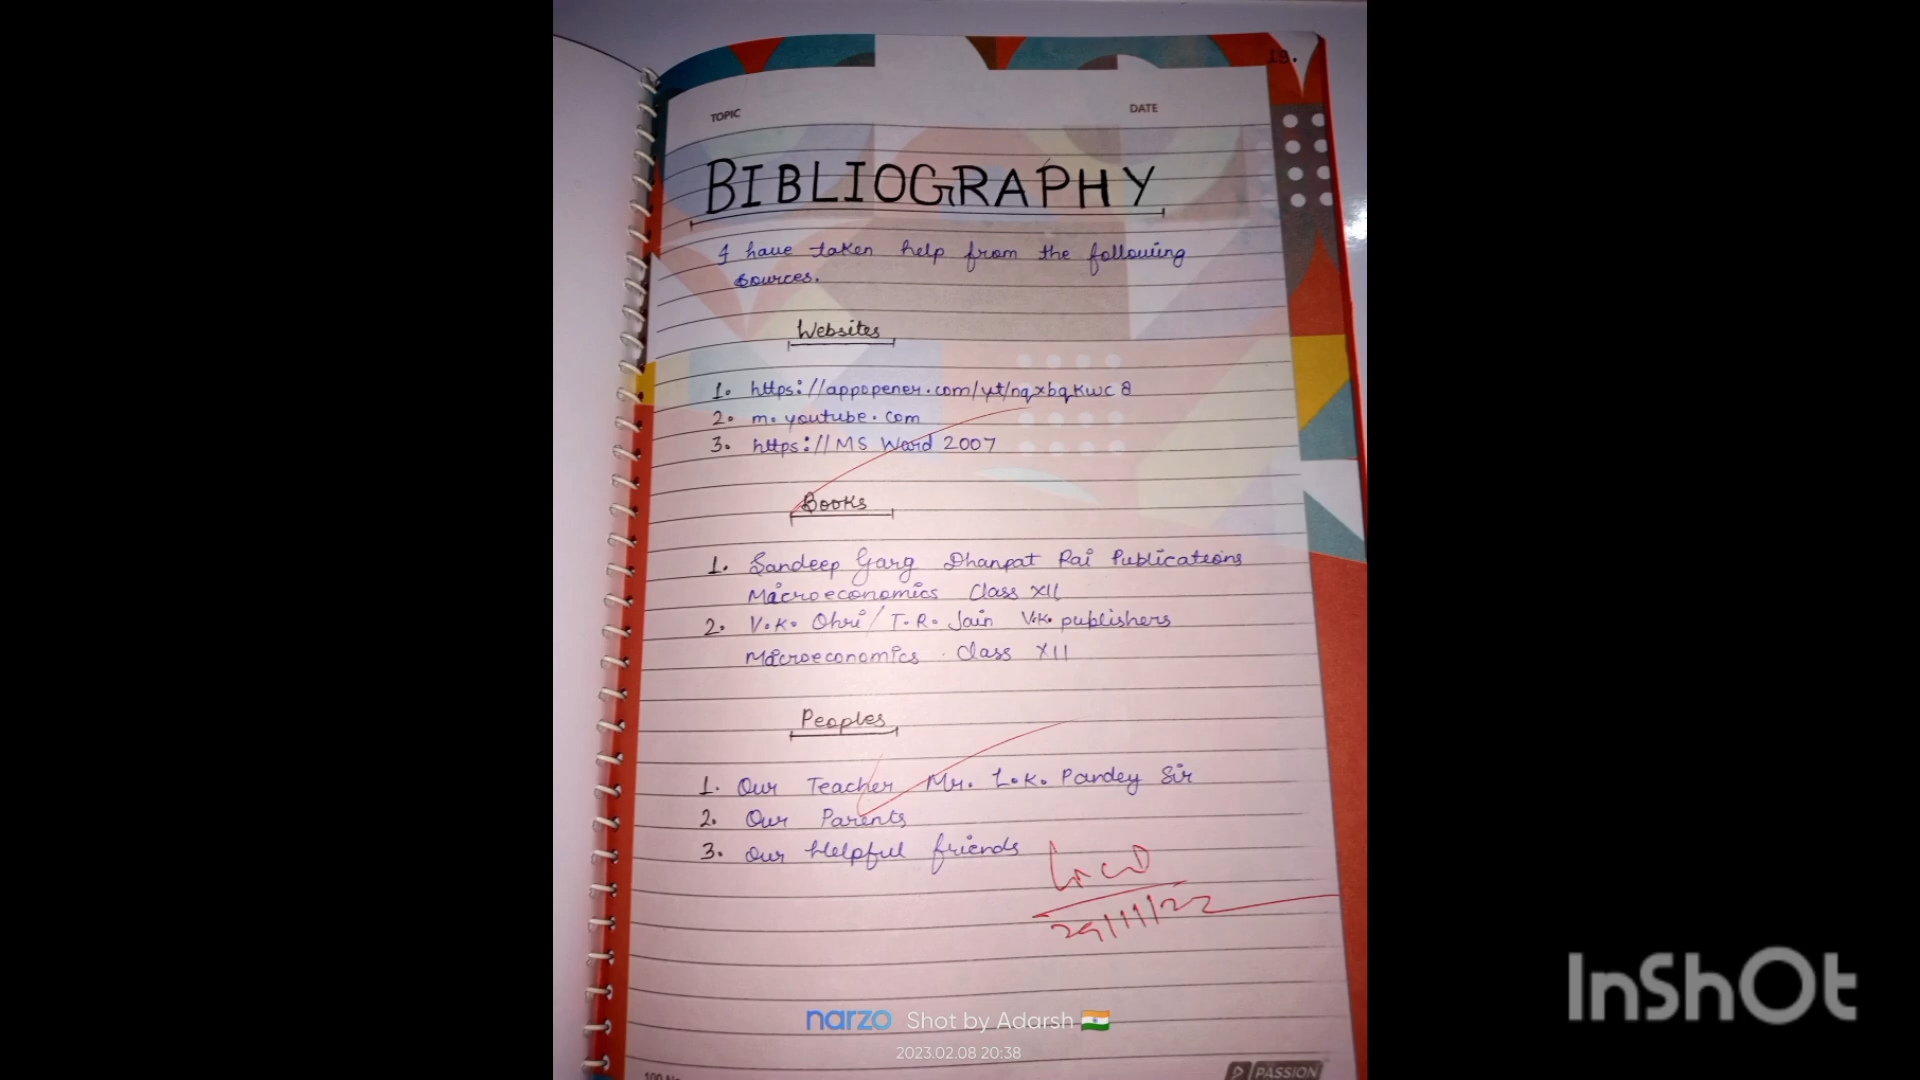 19.
TOPIC
DATE
BIBLIOGRAPHY
I have taken help from the following
sources.
Websites
1. https://appopener.com/yt/nqxbqkwc8
2. m.youtube.com
3. https://MS Word 2007
Books
1. Sandeep Garg Dhanpat Rai Publications
Macroeconomics Class XII
2. V.K. Ohri/T.R. Jain V.K. publishers
Macroeconomics . Class XII
Peoples
1. Our Teacher Mr. L.K. Pandey Sir
2. Our Parents
3. Our Helpful friends
29/11/22
narzo Shot by Adarsh 🇮🇳
2023.02.08 20:38
PASSION
InShOt